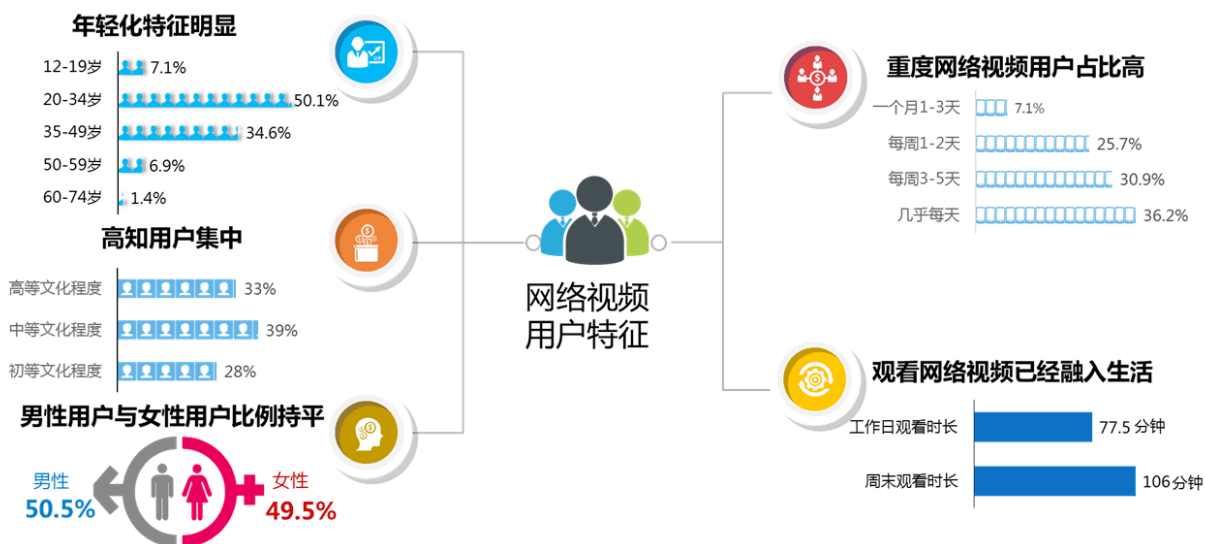 年轻化特征明显
12-19岁 7.1%
20-34岁 50.1%
35-49岁 34.6%
50-59岁 6.9%
60-74岁 1.4%
高知用户集中
高等文化程度 33%
中等文化程度 39%
初等文化程度 28%
男性用户与女性用户比例持平
男性
50.5%
女性
49.5%
网络视频
用户特征
重度网络视频用户占比高
一个月1-3天 7.1%
每周1-2天 25.7%
每周3-5天 30.9%
几乎每天 36.2%
观看网络视频已经融入生活
工作日观看时长 77.5 分钟
周末观看时长 106分钟